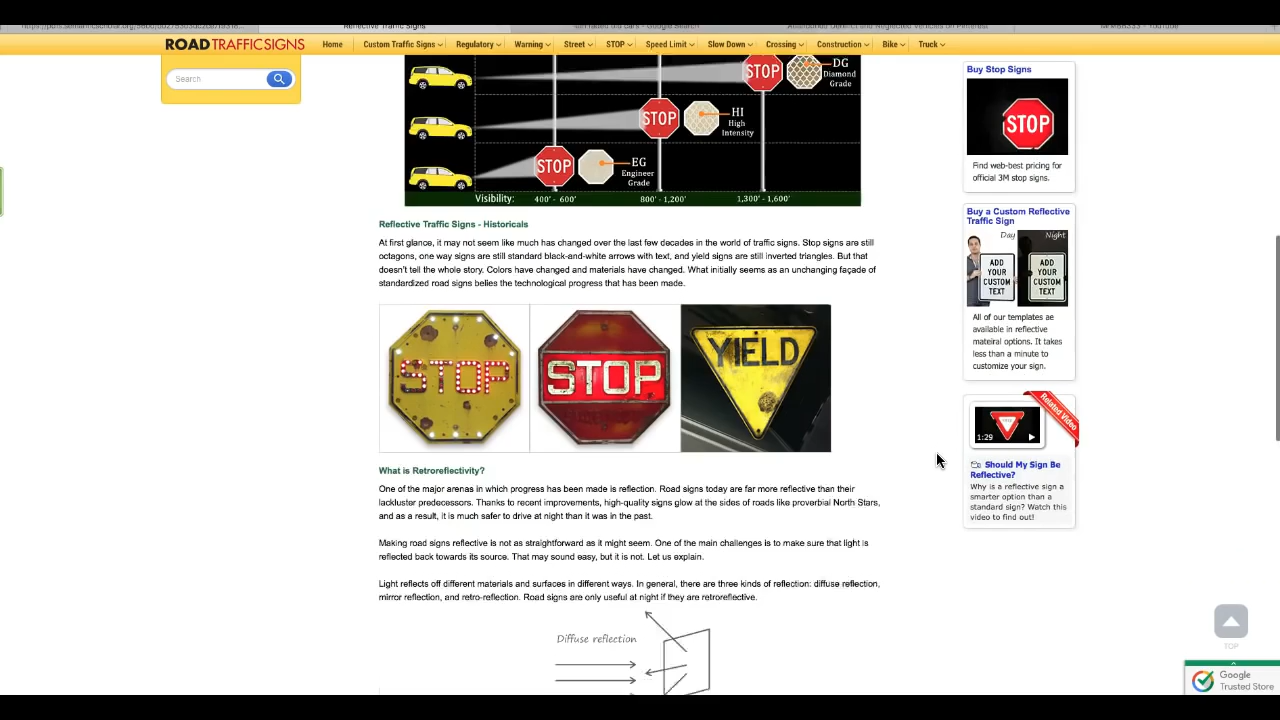 Reflective Traffic Signs
ROADTRAFFICSIGNS
Home
Custom Traffic Signs
Regulatory
Warning
Street
STOP
Speed Limit
Slow Down
Crossing
Construction
Bike
Truck
Search
STOP
DG
Diamond
Grade
STOP
HI
High
Intensity
STOP
EG
Engineer
Grade
Visibility:
400' - 600'
800' - 1,200'
1,300' - 1,600'
Reflective Traffic Signs - Historicals
At first glance, it may not seem like much has changed over the last few decades in the world of traffic signs. Stop signs are still
octagons, one way signs are still standard black-and-white arrows with text, and yield signs are still inverted triangles. But that
doesn't tell the whole story. Colors have changed and materials have changed. What initially seems as an unchanging façade of
standardized road signs belies the technological progress that has been made.
STOP
STOP
YIELD
What is Retroreflectivity?
One of the major arenas in which progress has been made is reflection. Road signs today are far more reflective than their
lackluster predecessors. Thanks to recent improvements, high-quality signs glow at the sides of roads like proverbial North Stars,
and as a result, it is much safer to drive at night than it was in the past.
Making road signs reflective is not as straightforward as it might seem. One of the main challenges is to make sure that light is
reflected back towards its source. That may sound easy, but it is not. Let us explain.
Light reflects off different materials and surfaces in different ways. In general, there are three kinds of reflection: diffuse reflection,
mirror reflection, and retro-reflection. Road signs are only useful at night if they are retroreflective.
Diffuse reflection
Buy Stop Signs
STOP
Find web-best pricing for
official 3M stop signs.
Buy a Custom Reflective
Traffic Sign
Day
Night
ADD
YOUR
CUSTOM
TEXT
ADD
YOUR
CUSTOM
TEXT
All of our templates ae
available in reflective
mateiral options. It takes
less than a minute to
customize your sign.
Related Video
1:29
Should My Sign Be
Reflective?
Why is a reflective sign a
smarter option than a
standard sign? Watch this
video to find out!
TOP
Google
Trusted Store